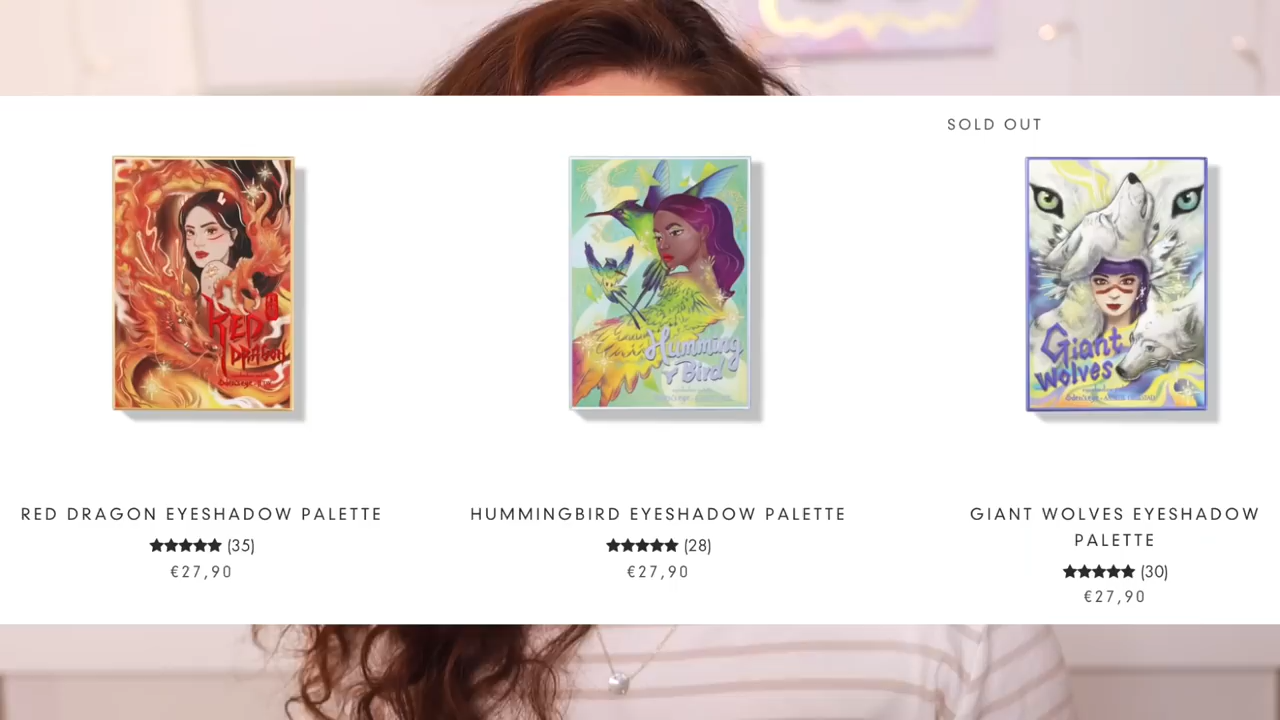 SOLD OUT
RED
DRAGON
Humming
Bird
Giant
Wolves
RED DRAGON EYESHADOW PALETTE
HUMMINGBIRD EYESHADOW PALETTE
GIANT WOLVES EYESHADOW
PALETTE
(35)
(28)
(30)
€27,90
€27,90
€27,90